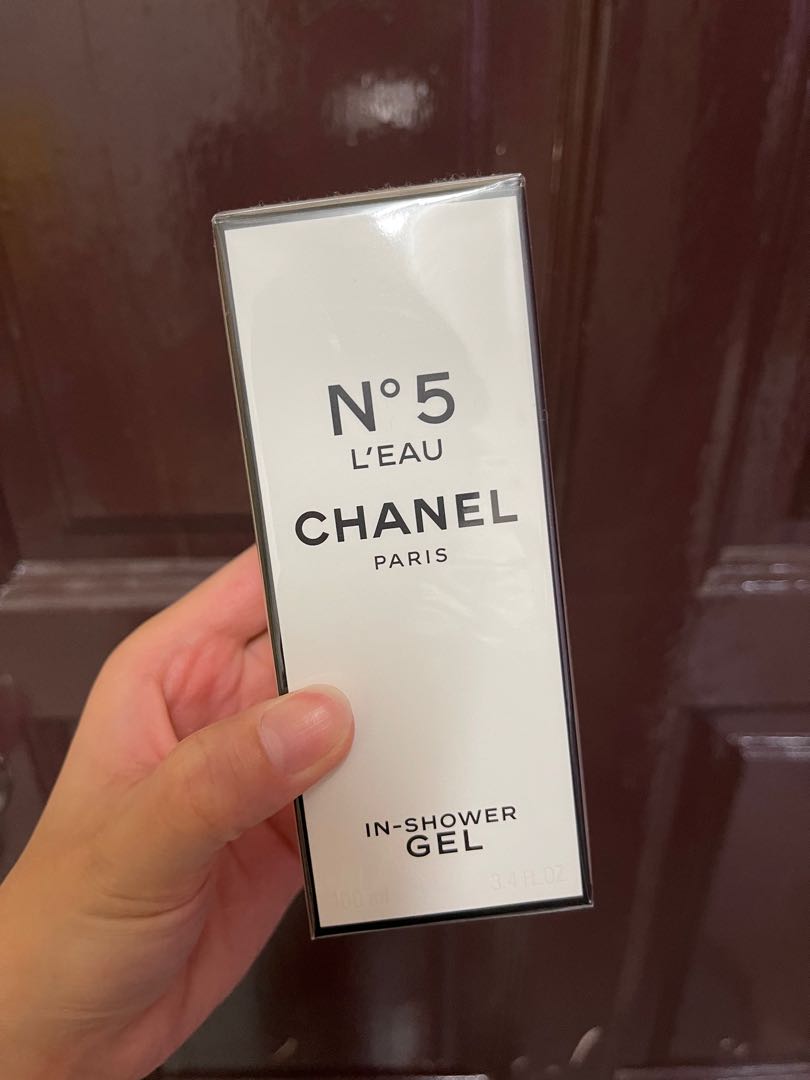 N° 5
L'EAU
CHANEL
PARIS
IN-SHOWER
GEL
100 ml 3.4 FL.OZ